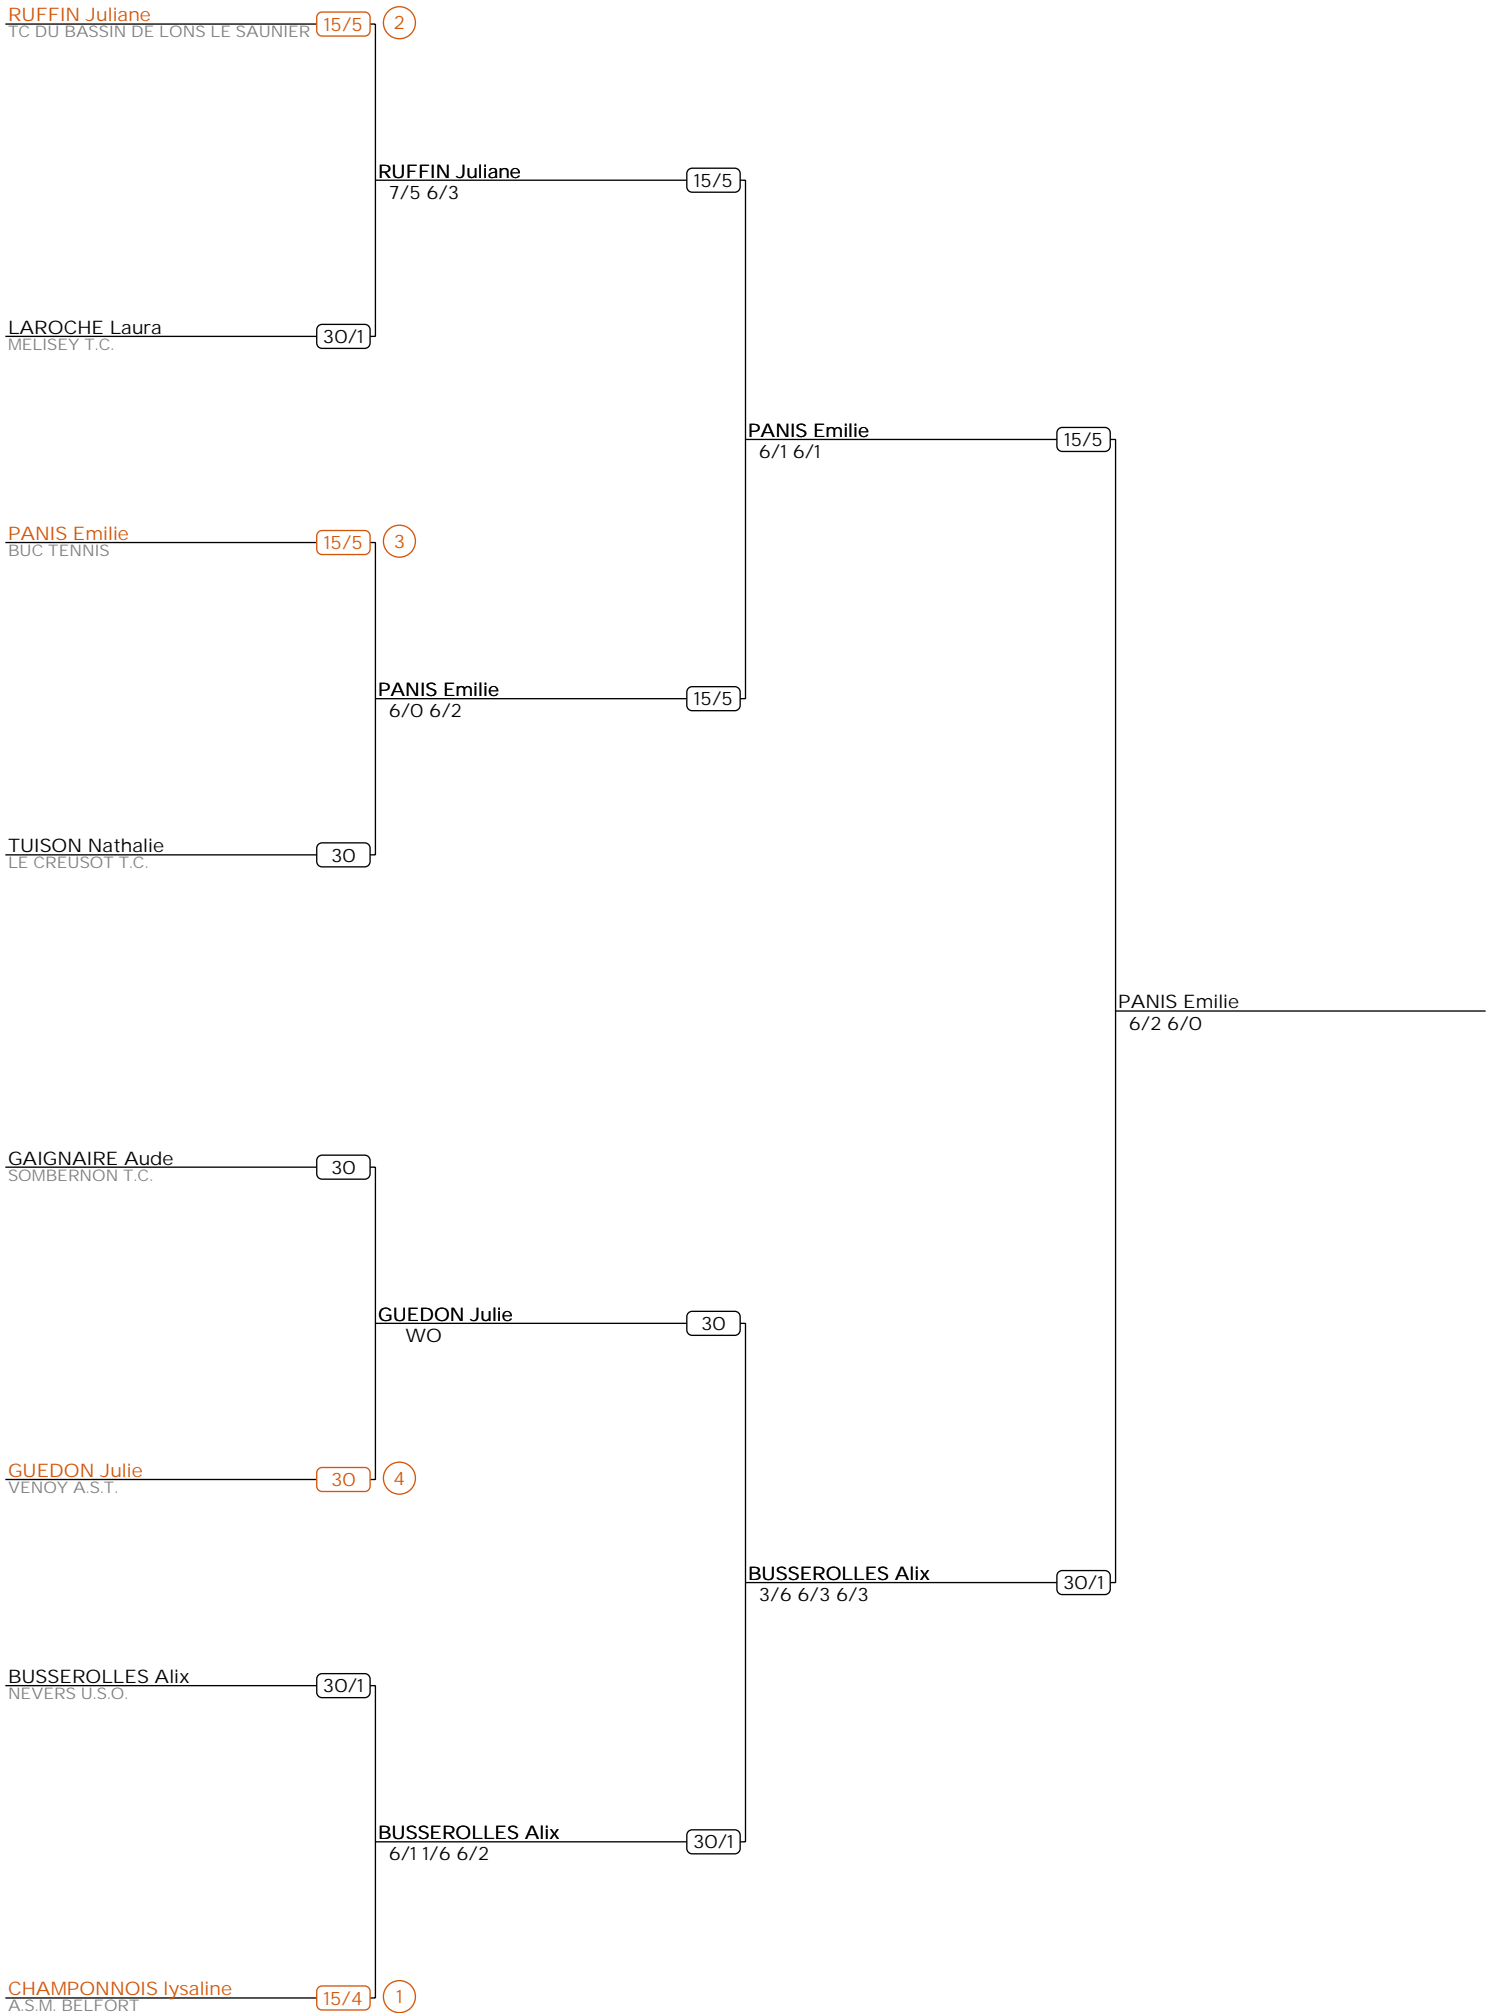 RUFFIN Juliane
TC DU BASSIN DE LONS LE SAUNIER
15/5
2
RUFFIN Juliane
7/5 6/3
15/5
LAROCHE Laura
MELISEY T.C.
30/1
PANIS Emilie
6/1 6/1
15/5
PANIS Emilie
BUC TENNIS
15/5
3
PANIS Emilie
6/0 6/2
15/5
TUISON Nathalie
LE CREUSOT T.C.
30
PANIS Emilie
6/2 6/0
GAIGNAIRE Aude
SOMBERNON T.C.
30
GUEDON Julie
WO
30
GUEDON Julie
VENOY A.S.T.
30
4
BUSSEROLLES Alix
3/6 6/3 6/3
30/1
BUSSEROLLES Alix
NEVERS U.S.O.
30/1
BUSSEROLLES Alix
6/1 1/6 6/2
30/1
CHAMPONNOIS lysaline
A.S.M. BELFORT
15/4
1